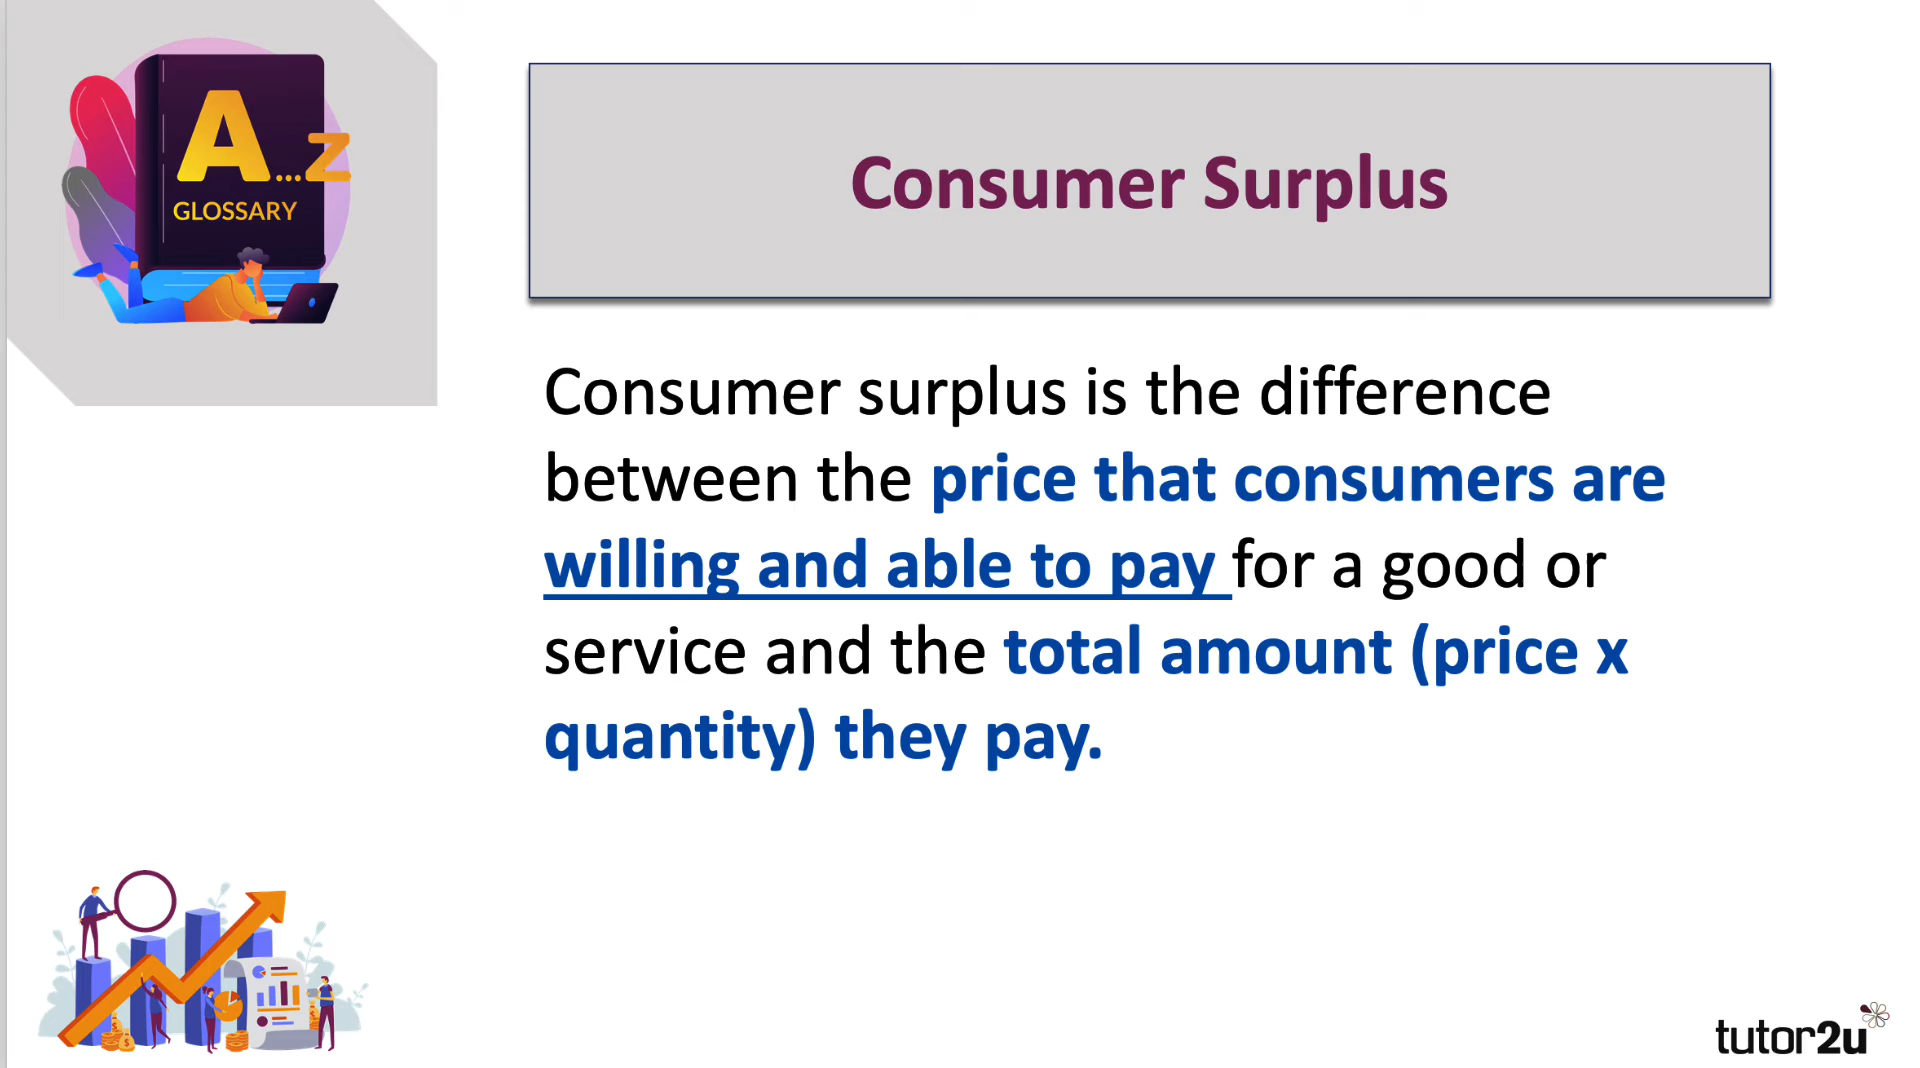 A...Z
GLOSSARY
Consumer Surplus
Consumer surplus is the difference
between the price that consumers are
willing and able to pay for a good or
service and the total amount (price x
quantity) they pay.
tutor2u